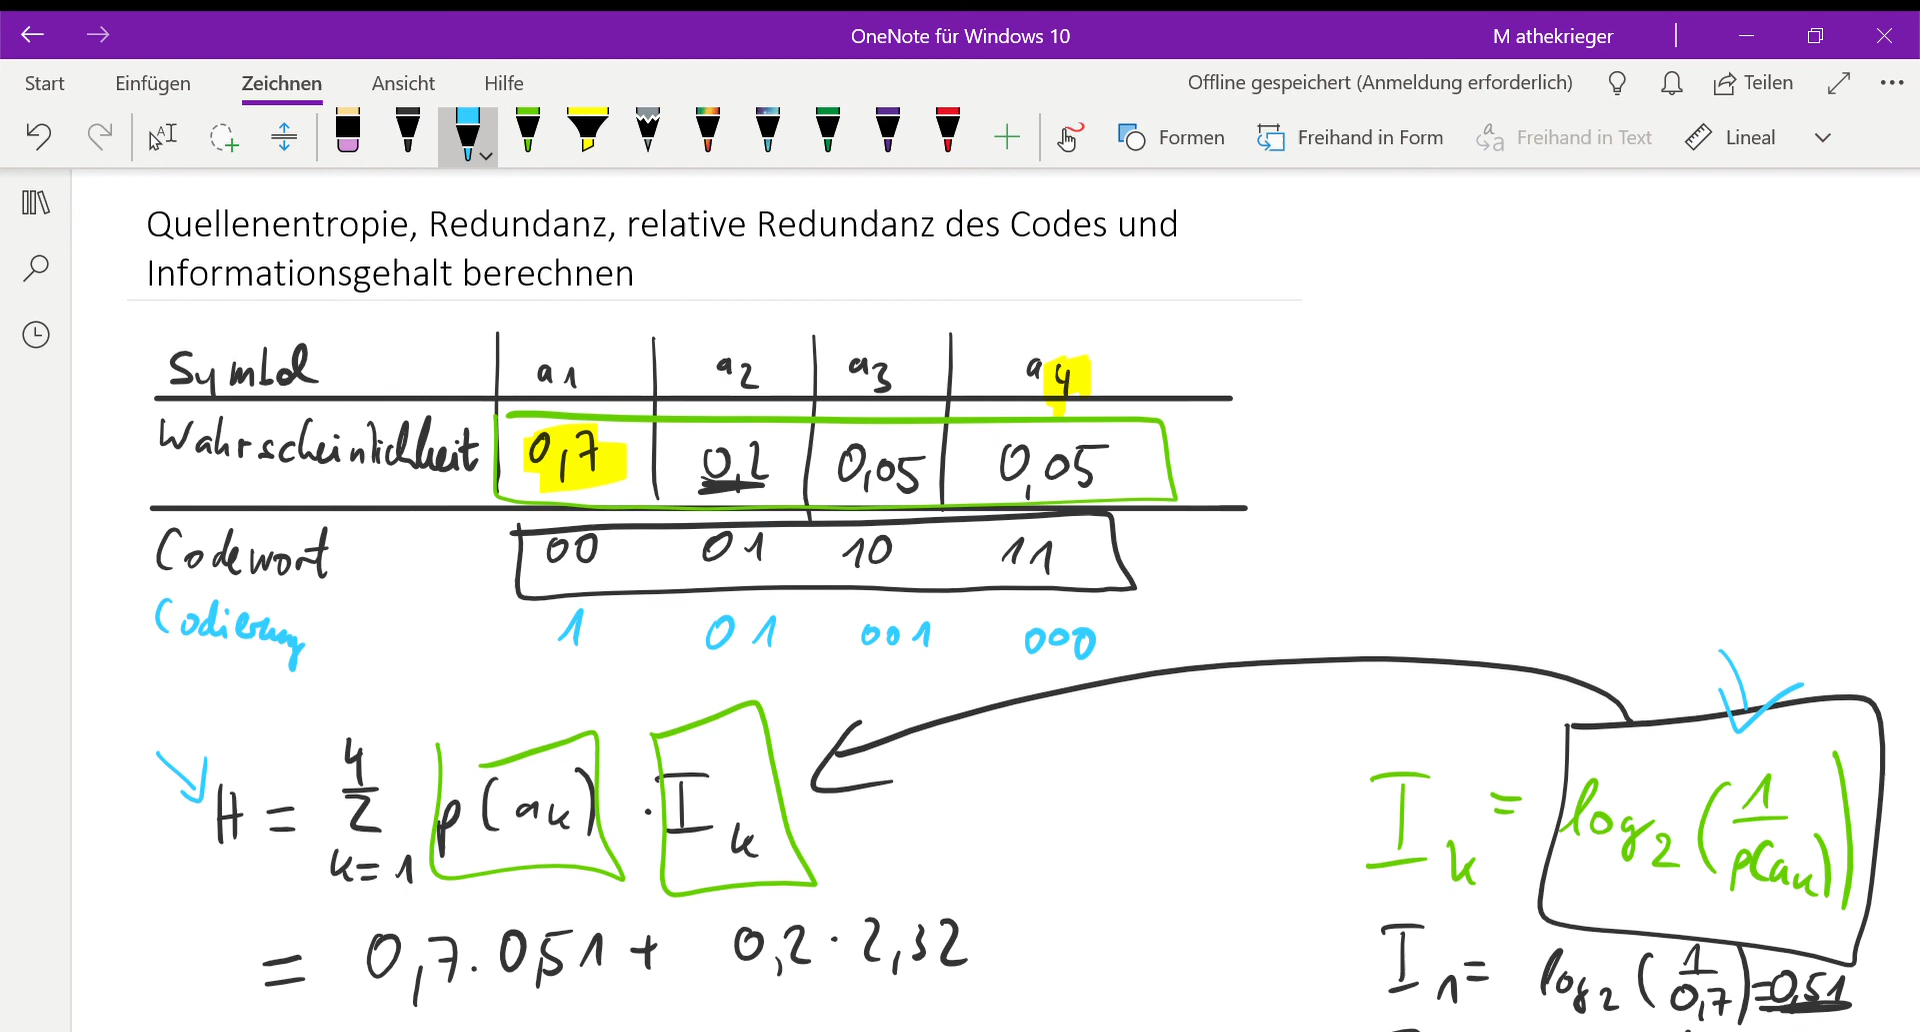 OneNote für Windows 10
M athekrieger
Start Einfügen Zeichnen Ansicht Hilfe
Offline gespeichert (Anmeldung erforderlich) Teilen
Formen Freihand in Form Freihand in Text Lineal
Quellenentropie, Redundanz, relative Redundanz des Codes und
Informationsgehalt berechnen
Symbol a1 a2 a3 a4
Wahrscheinlichkeit 0,7 0,2 0,05 0,05
Codewort 00 01 10 11
Codierung 1 01 001 000
H = 4 Σ k=1 p(ak) · I k
I k = log2 (1/p(ak))
= 0,7 · 0,51 + 0,2 · 2,32
I 1 = log2 (1/0,7) = 0,51